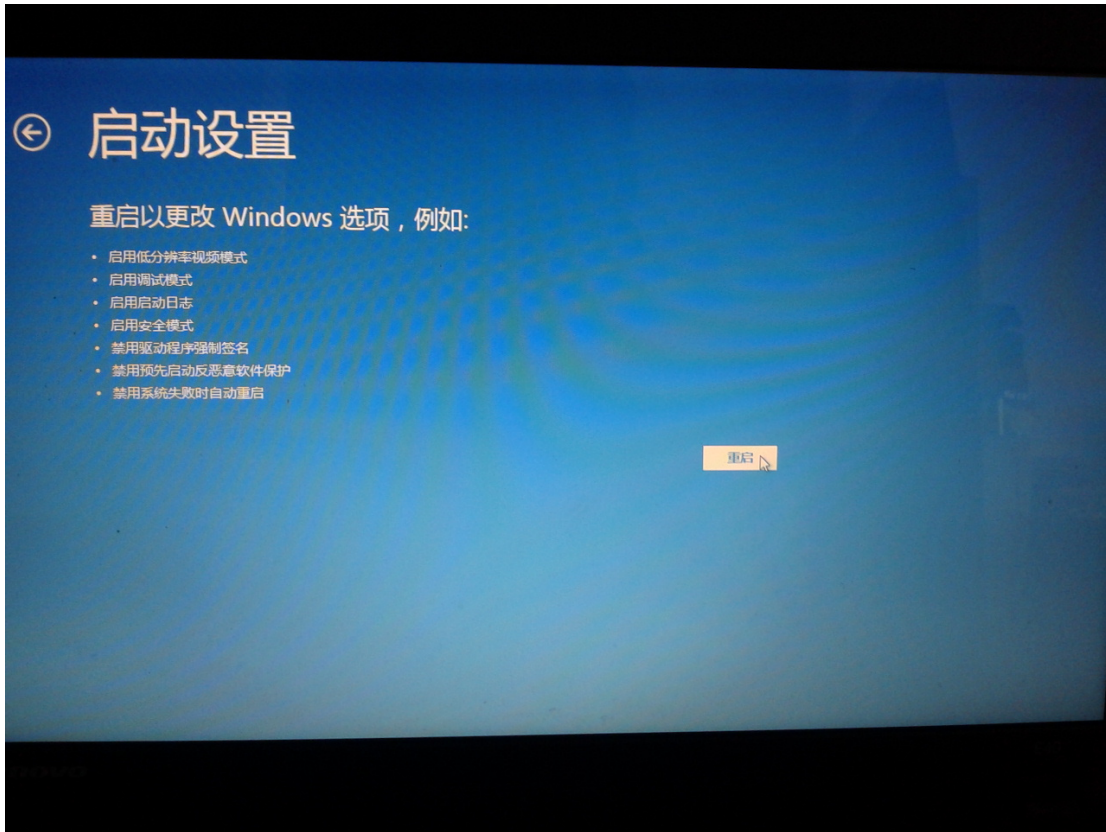 启动设置
重启以更改 Windows 选项，例如:
• 启用低分辨率视频模式
• 启用调试模式
• 启用启动日志
• 启用安全模式
• 禁用驱动程序强制签名
• 禁用预先启动反恶意软件保护
• 禁用系统失败时自动重启
重启